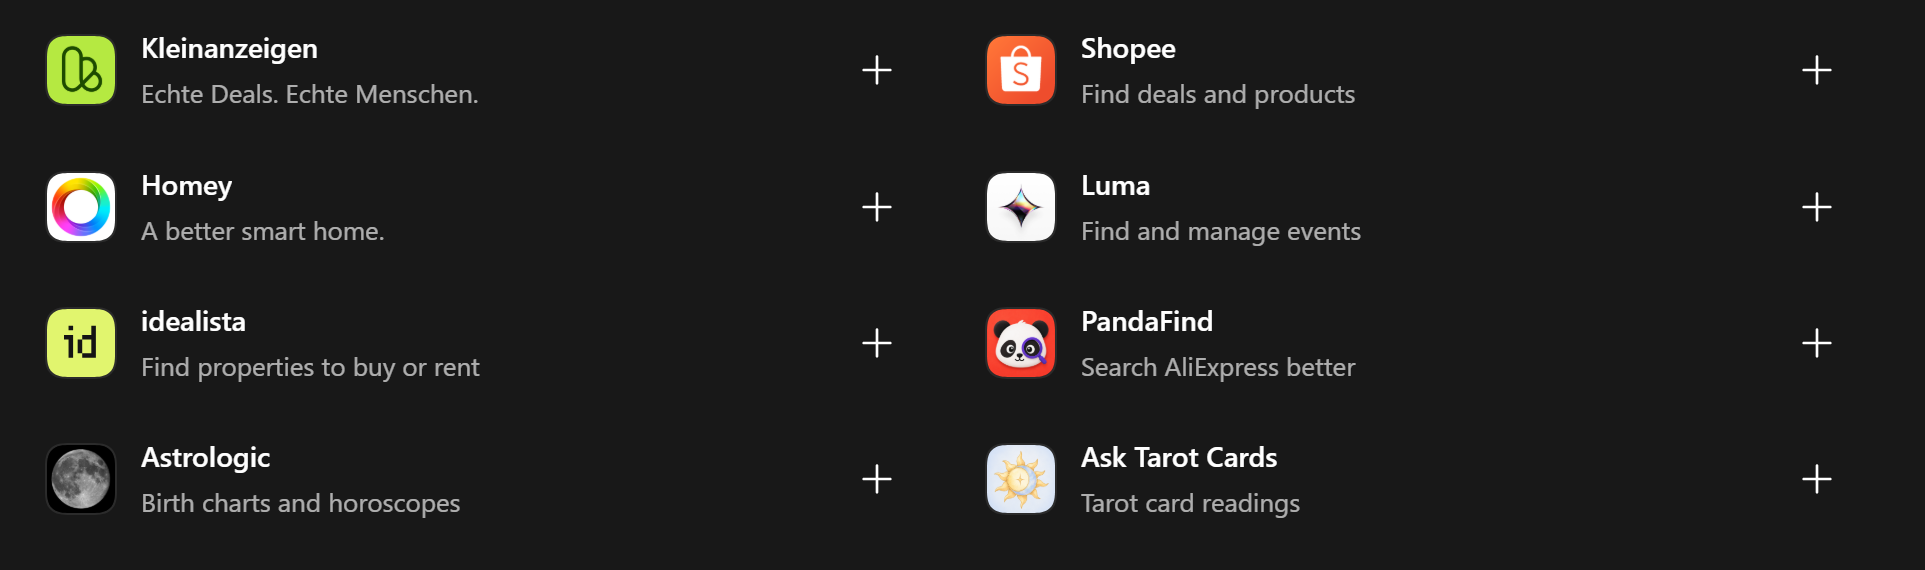 Kleinanzeigen
Echte Deals. Echte Menschen.
Shopee
Find deals and products
Homey
A better smart home.
Luma
Find and manage events
id
idealista
Find properties to buy or rent
PandaFind
Search AliExpress better
Astrologic
Birth charts and horoscopes
Ask Tarot Cards
Tarot card readings